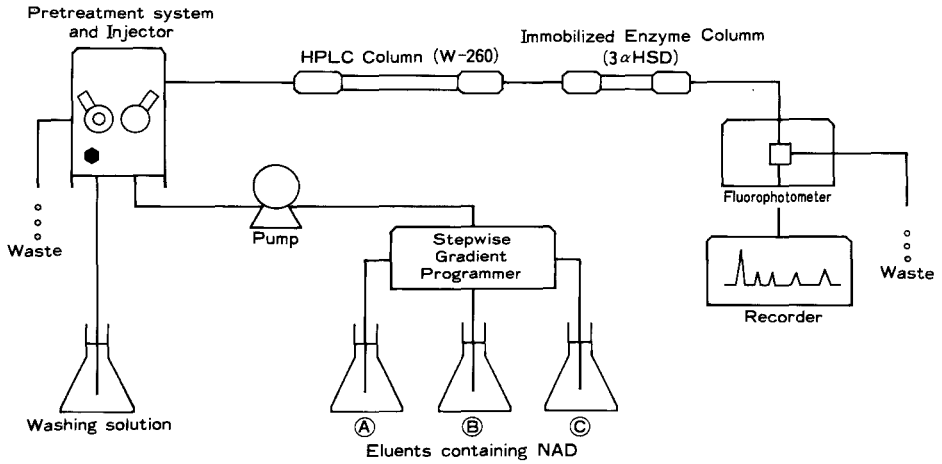 Pretreatment system
and Injector
HPLC Column (W-260)
Immobilized Enzyme Columm
(3αHSD)
Waste
Pump
Stepwise
Gradient
Programmer
Fluorophotometer
Waste
Recorder
Washing solution
Ⓐ Ⓑ Ⓒ
Eluents containing NAD